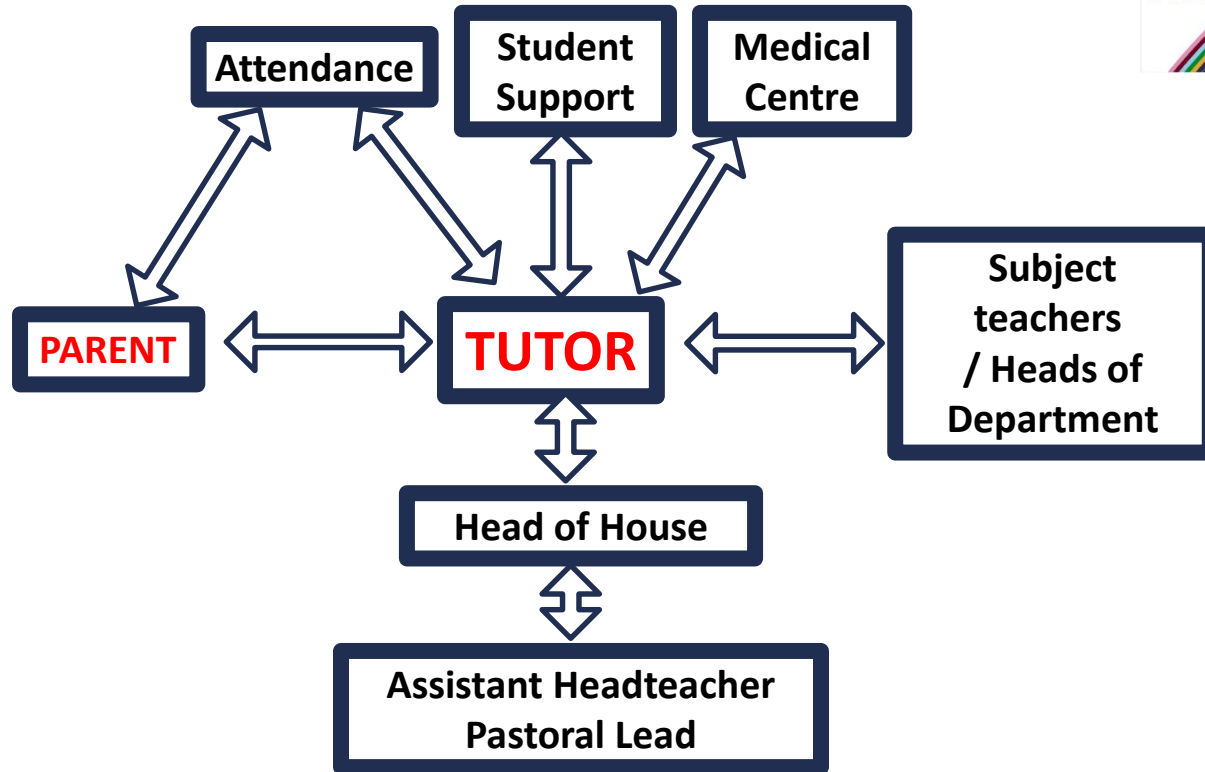 Attendance
Student
Support
Medical
Centre
PARENT
TUTOR
Subject
teachers
/ Heads of
Department
Head of House
Assistant Headteacher
Pastoral Lead